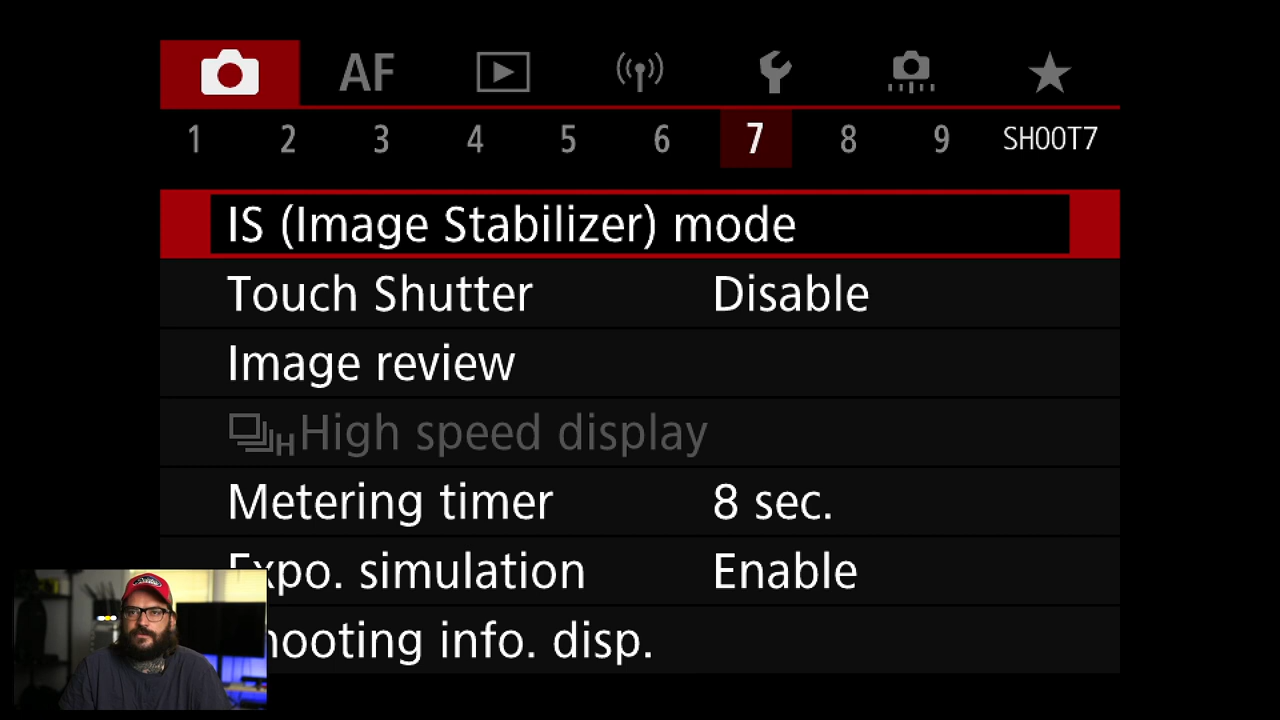 AF
1 2 3 4 5 6 7 8 9 SHOOT7
IS (Image Stabilizer) mode
Touch Shutter Disable
Image review
H High speed display
Metering timer 8 sec.
Expo. simulation Enable
hooting info. disp.